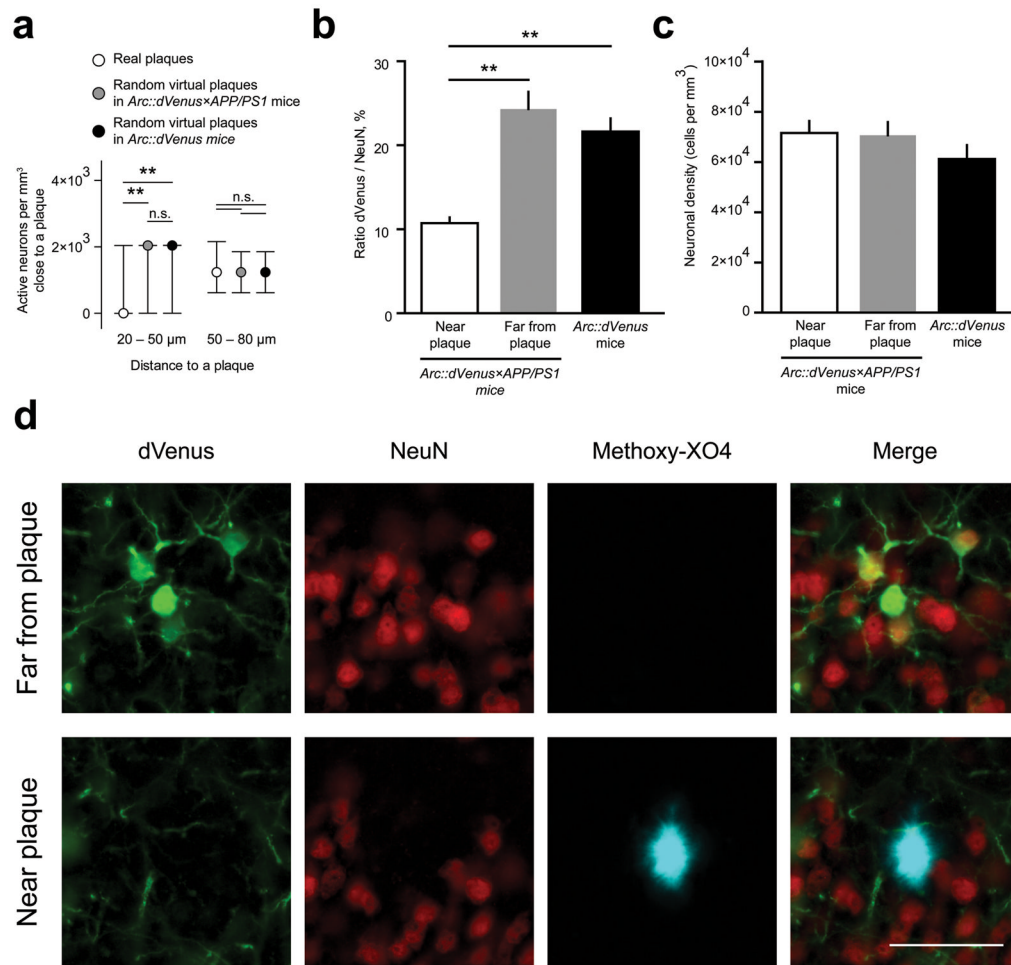 a
Real plaques
Random virtual plaques
in Arc::dVenus×APP/PS1 mice
Random virtual plaques
in Arc::dVenus mice
Active neurons per mm³
close to a plaque
4×10³
2×10³
0
**
**
n.s.
n.s.
20 – 50 µm
50 – 80 µm
Distance to a plaque
b
Ratio dVenus / NeuN, %
30
20
10
0
**
**
Near
plaque
Far from
plaque
Arc::dVenus
mice
Arc::dVenus×APP/PS1
mice
c
Neuronal density (cells per mm³)
10×10⁴
8×10⁴
6×10⁴
4×10⁴
2×10⁴
0
Near
plaque
Far from
plaque
Arc::dVenus
mice
Arc::dVenus×APP/PS1
mice
d
dVenus
NeuN
Methoxy-XO4
Merge
Far from plaque
Near plaque